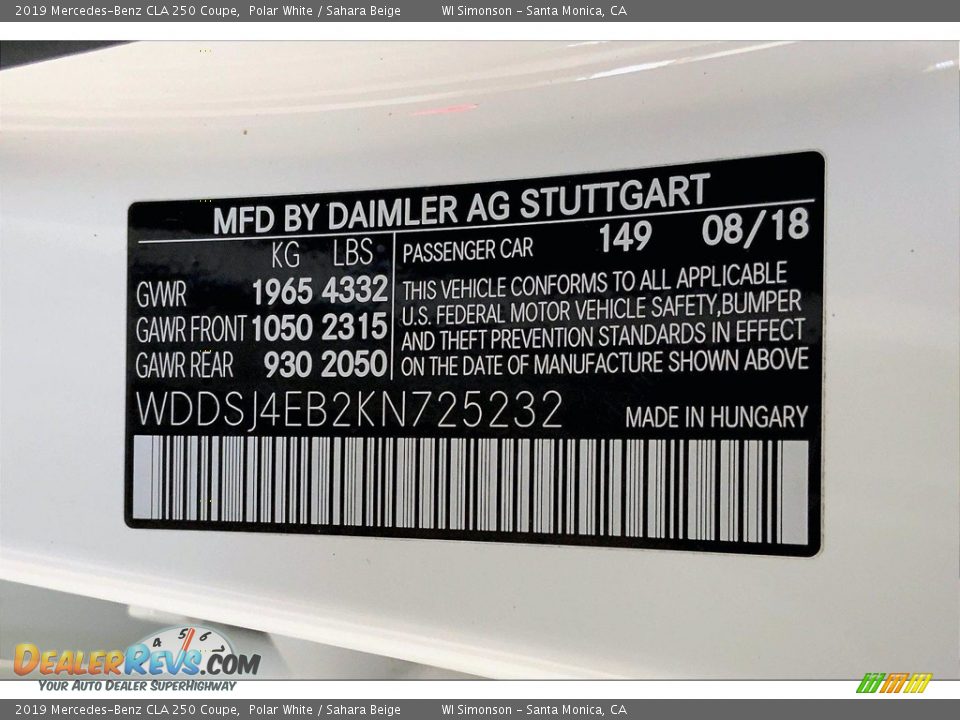 2019 Mercedes-Benz CLA 250 Coupe, Polar White / Sahara Beige WI Simonson - Santa Monica, CA
MFD BY DAIMLER AG STUTTGART
KG LBS
GVWR 1965 4332
GAWR FRONT 1050 2315
GAWR REAR 930 2050
PASSENGER CAR 149 08/18
THIS VEHICLE CONFORMS TO ALL APPLICABLE
U.S. FEDERAL MOTOR VEHICLE SAFETY,BUMPER
AND THEFT PREVENTION STANDARDS IN EFFECT
ON THE DATE OF MANUFACTURE SHOWN ABOVE
WDDSJ4EB2KN725232 MADE IN HUNGARY
4 5 6
DEALERREVS.COM
YOUR AUTO DEALER SUPERHIGHWAY
2019 Mercedes-Benz CLA 250 Coupe, Polar White / Sahara Beige WI Simonson - Santa Monica, CA